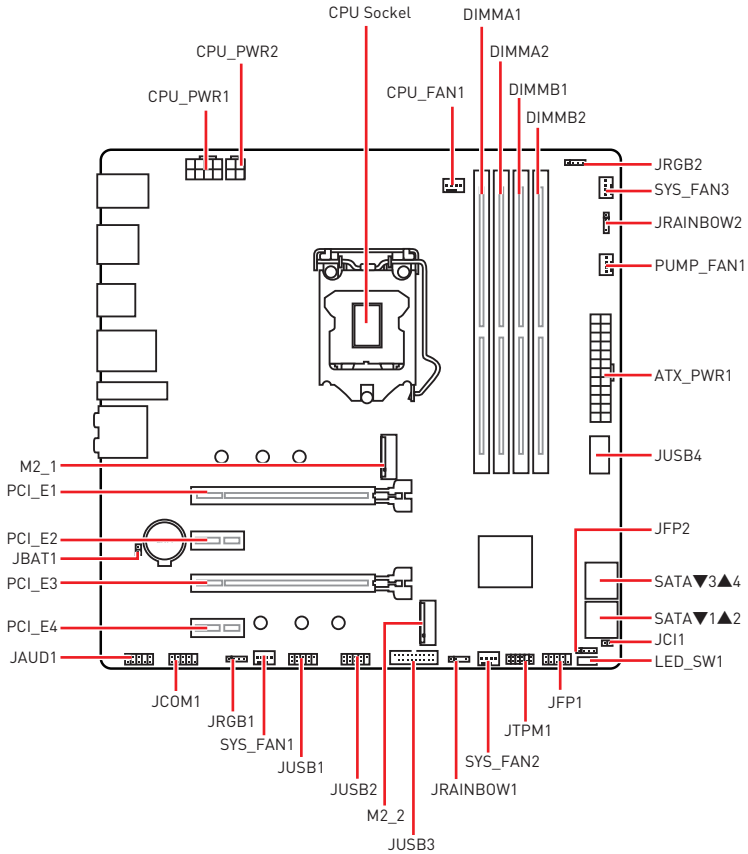 CPU Sockel
DIMMA1
DIMMA2
CPU_PWR2
DIMMB1
CPU_FAN1
CPU_PWR1
DIMMB2
JRGB2
SYS_FAN3
JRAINBOW2
PUMP_FAN1
ATX_PWR1
JUSB4
M2_1
PCI_E1
JFP2
PCI_E2
JBAT1
PCI_E3
SATA▼3▲4
SATA▼1▲2
PCI_E4
JCI1
JAUD1
LED_SW1
JCOM1
JFP1
JRGB1
JTPM1
SYS_FAN1
SYS_FAN2
JUSB1
JUSB2
JRAINBOW1
M2_2
JUSB3